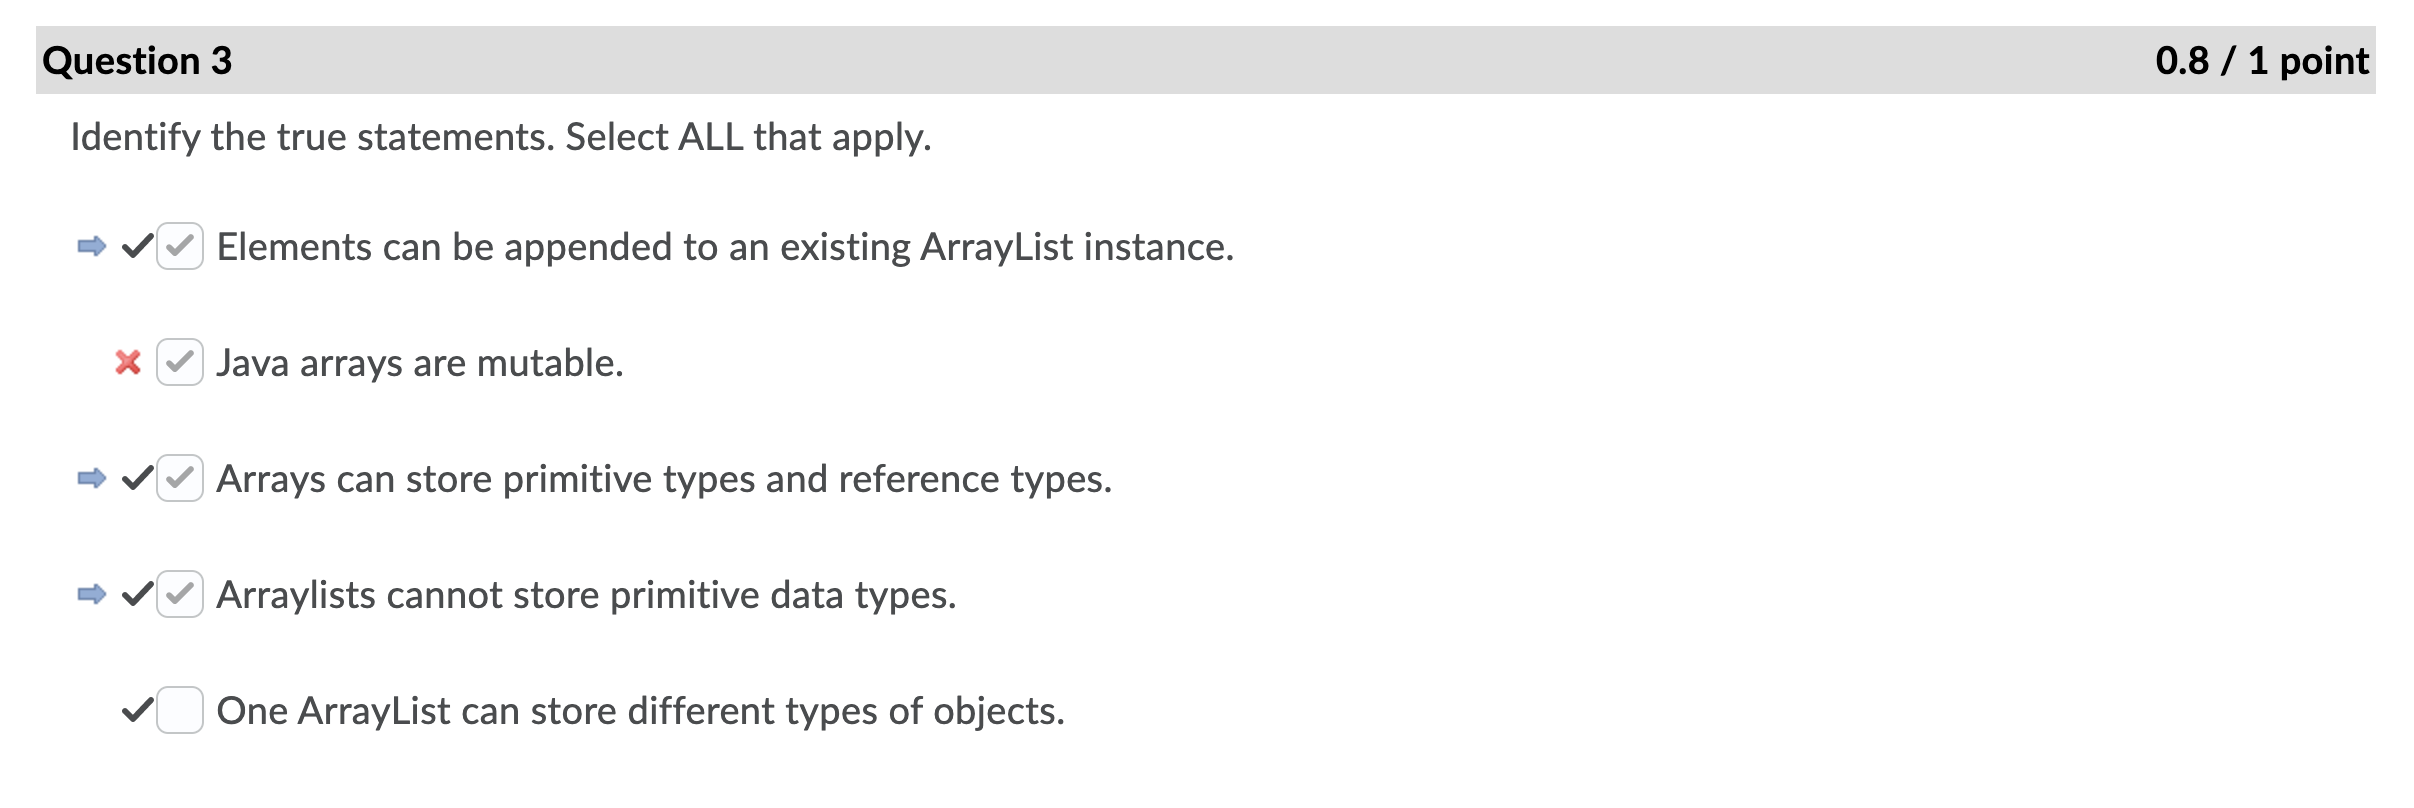 Question 3
0.8 / 1 point
Identify the true statements. Select ALL that apply.
Elements can be appended to an existing ArrayList instance.
Java arrays are mutable.
Arrays can store primitive types and reference types.
Arraylists cannot store primitive data types.
One ArrayList can store different types of objects.